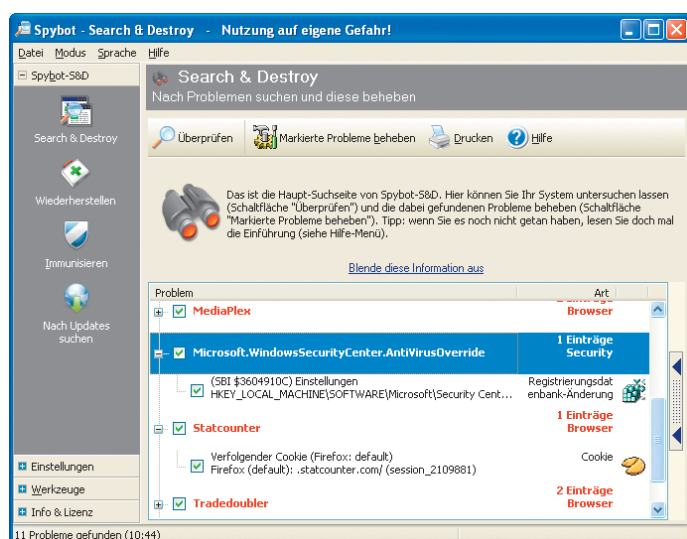 Spybot - Search & Destroy - Nutzung auf eigene Gefahr!
Datei Modus Sprache Hilfe
Spybot-S&D
Search & Destroy
Wiederherstellen
Immunisieren
Nach Updates
suchen
Einstellungen
Werkzeuge
Info & Lizenz
Search & Destroy
Nach Problemen suchen und diese beheben
Überprüfen Markierte Probleme beheben Drucken Hilfe
Das ist die Haupt-Suchseite von Spybot-S&D. Hier können Sie Ihr System untersuchen lassen
(Schaltfläche "Überprüfen") und die dabei gefundenen Probleme beheben (Schaltfläche
"Markierte Probleme beheben"). Tipp: wenn Sie es noch nicht getan haben, lesen Sie doch mal
die Einführung (siehe Hilfe-Menü).
Blende diese Information aus
Problem Art
MediaPlex Browser
1 Einträge
Microsoft.WindowsSecurityCenter.AntiVirusOverride Security
(SBI $3604910C) Einstellungen Registrierungsdat
HKEY_LOCAL_MACHINE\SOFTWARE\Microsoft\Security Cent... enbank-Änderung
1 Einträge
Statcounter Browser
Verfolgender Cookie (Firefox: default) Cookie
Firefox (default): .statcounter.com/ (session_2109881)
2 Einträge
Tradedoubler Browser
11 Probleme gefunden (10:44)